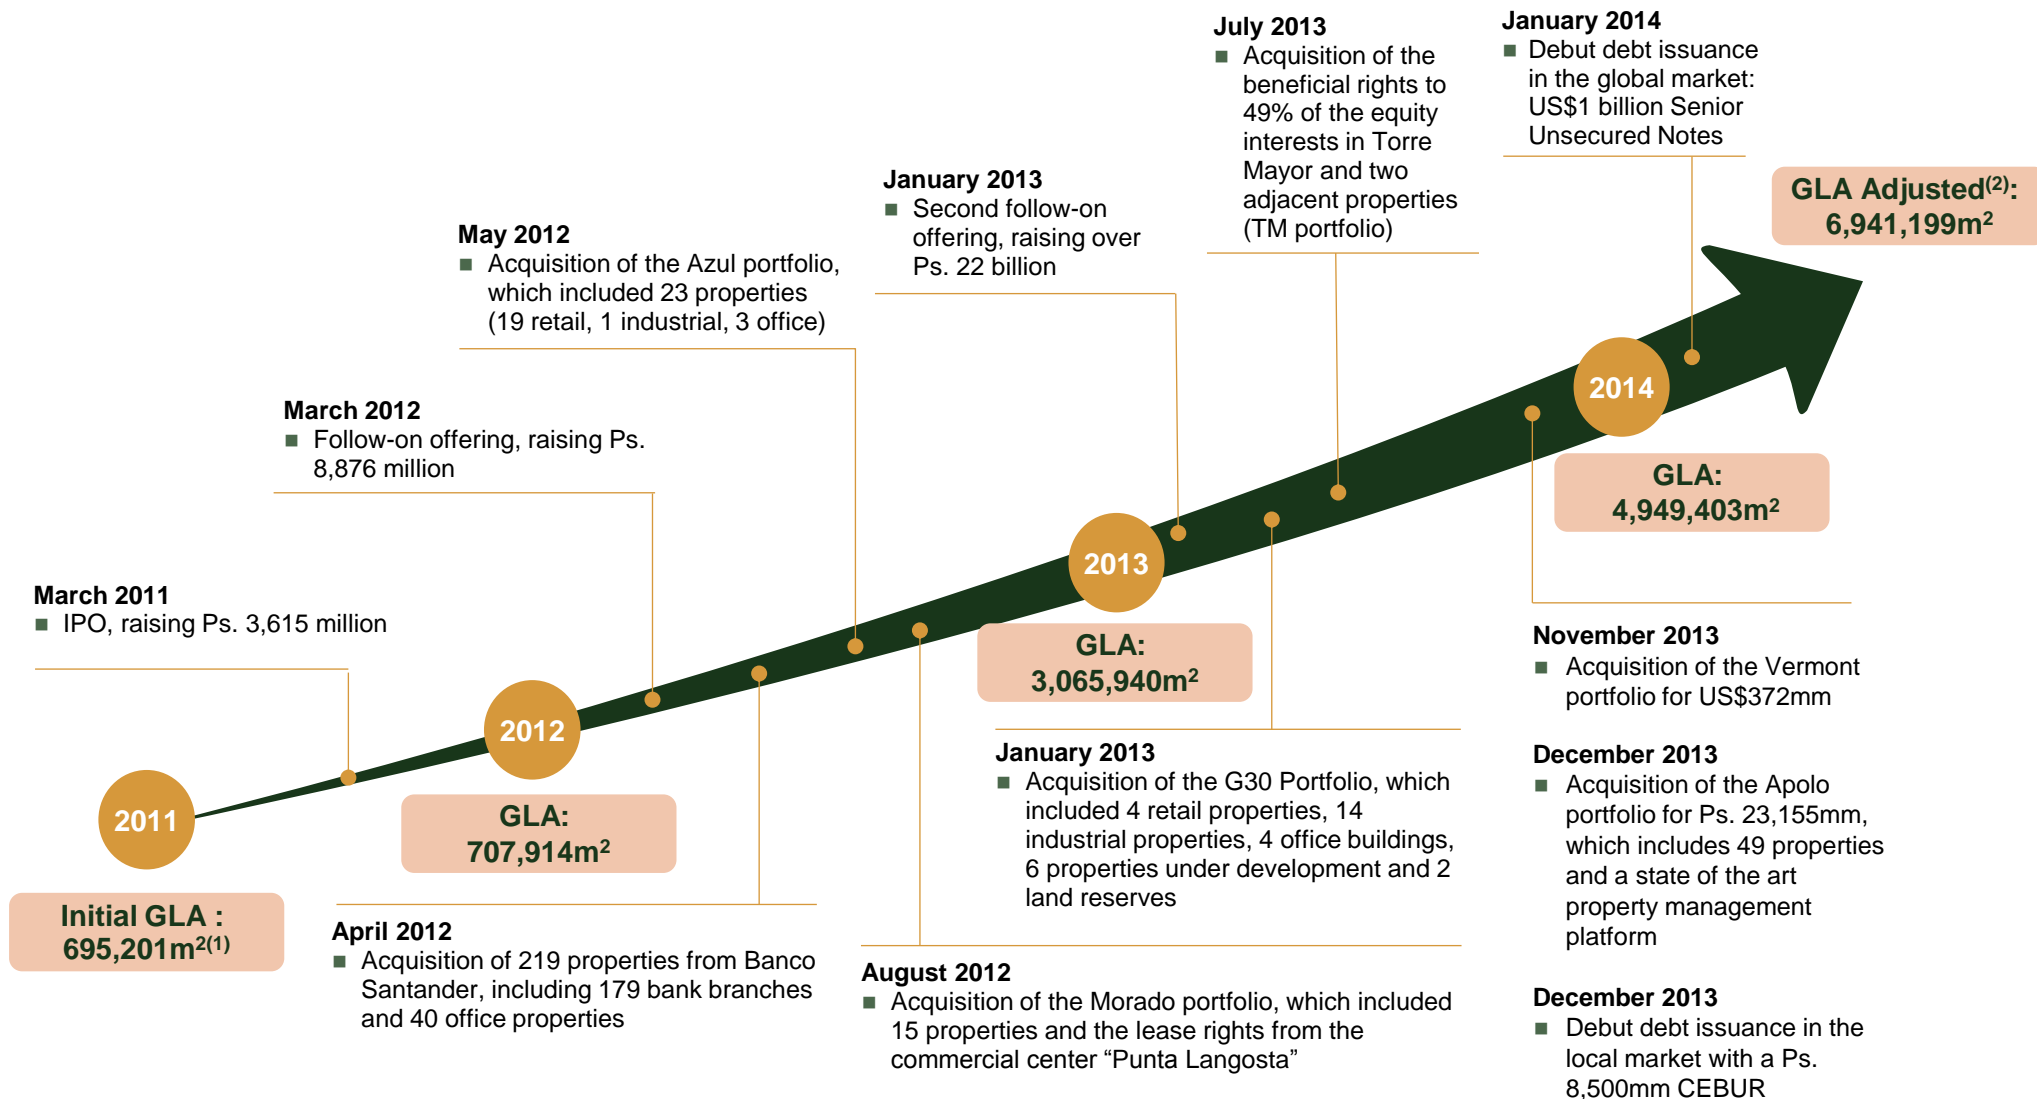 March 2011
■ IPO, raising Ps. 3,615 million
2011
Initial GLA :
695,201m²⁽¹⁾
March 2012
■ Follow-on offering, raising Ps.
8,876 million
2012
GLA:
707,914m²
April 2012
■ Acquisition of 219 properties from Banco
Santander, including 179 bank branches
and 40 office properties
May 2012
■ Acquisition of the Azul portfolio,
which included 23 properties
(19 retail, 1 industrial, 3 office)
August 2012
■ Acquisition of the Morado portfolio, which included
15 properties and the lease rights from the
commercial center “Punta Langosta”
January 2013
■ Second follow-on
offering, raising over
Ps. 22 billion
2013
GLA:
3,065,940m²
January 2013
■ Acquisition of the G30 Portfolio, which
included 4 retail properties, 14
industrial properties, 4 office buildings,
6 properties under development and 2
land reserves
July 2013
■ Acquisition of the
beneficial rights to
49% of the equity
interests in Torre
Mayor and two
adjacent properties
(TM portfolio)
January 2014
■ Debut debt issuance
in the global market:
US$1 billion Senior
Unsecured Notes
GLA Adjusted⁽²⁾:
6,941,199m²
2014
GLA:
4,949,403m²
November 2013
■ Acquisition of the Vermont
portfolio for US$372mm
December 2013
■ Acquisition of the Apolo
portfolio for Ps. 23,155mm,
which includes 49 properties
and a state of the art
property management
platform
December 2013
■ Debut debt issuance in the
local market with a Ps.
8,500mm CEBUR